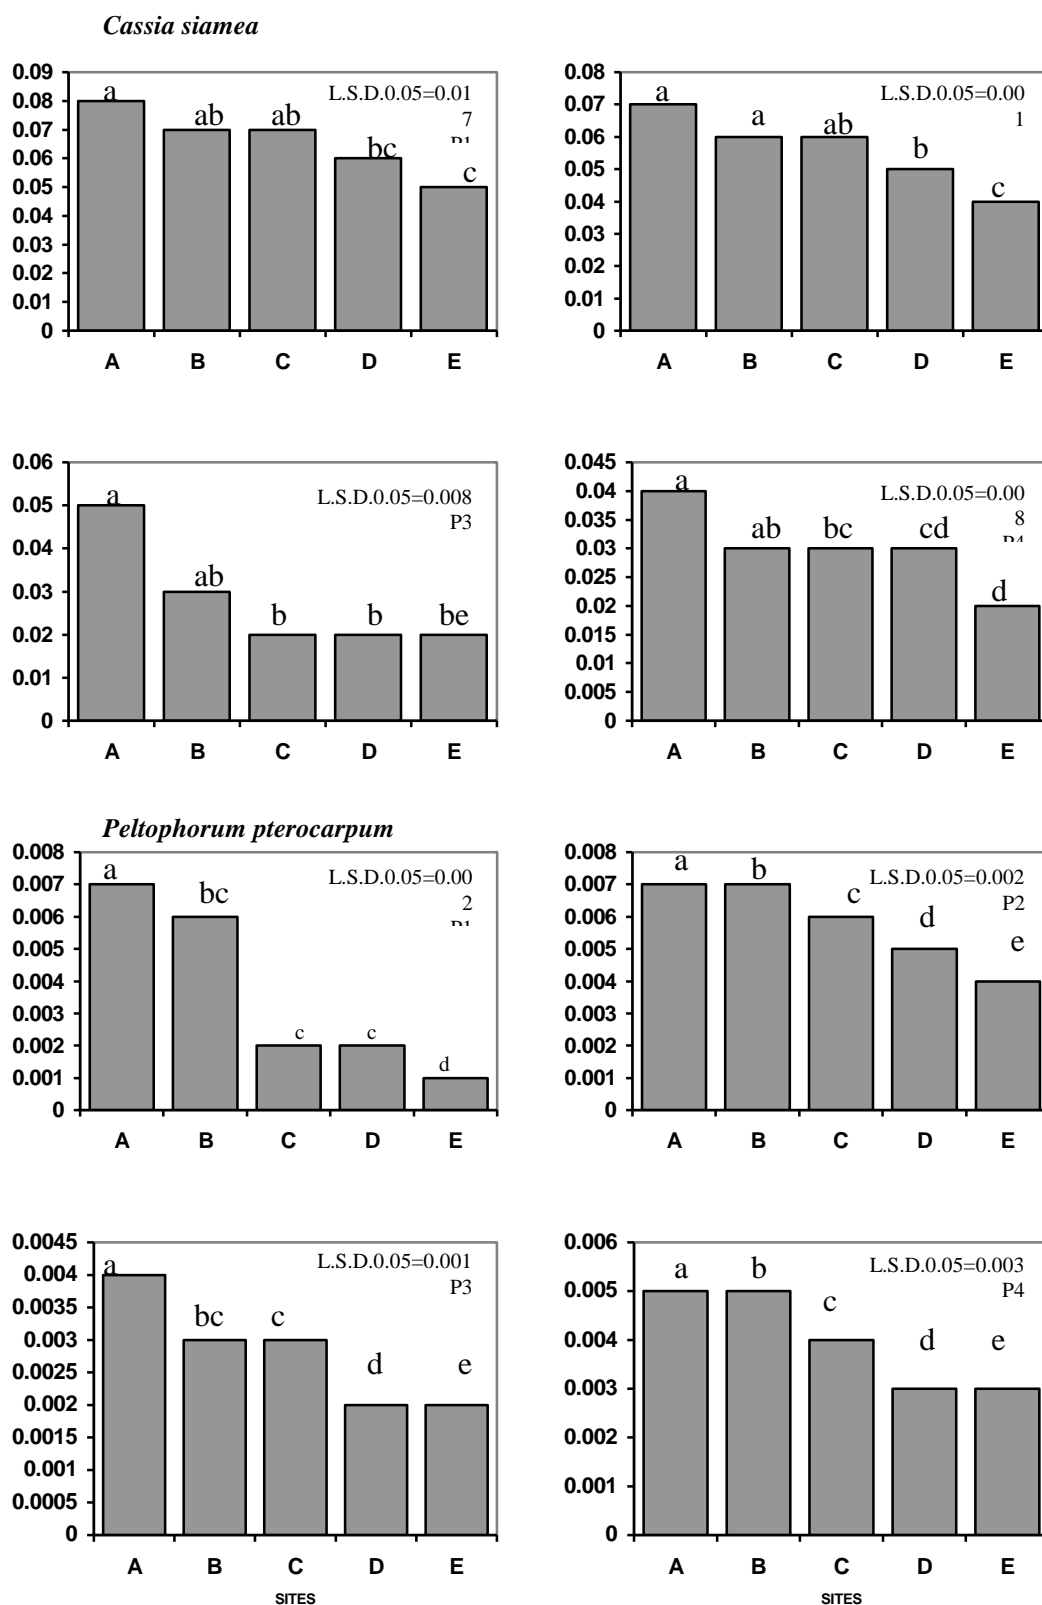 Cassia siamea
0.09
0.08
0.07
0.06
0.05
0.04
0.03
0.02
0.01
0
L.S.D.0.05=0.01
7
P1
a
ab
ab
bc
c
A B C D E
0.08
0.07
0.06
0.05
0.04
0.03
0.02
0.01
0
L.S.D.0.05=0.00
1
a
a
ab
b
c
A B C D E
0.06
0.05
0.04
0.03
0.02
0.01
0
L.S.D.0.05=0.008
P3
a
ab
b
b
be
A B C D E
0.045
0.04
0.035
0.03
0.025
0.02
0.015
0.01
0.005
0
L.S.D.0.05=0.00
8
P4
a
ab
bc
cd
d
A B C D E
Peltophorum pterocarpum
0.008
0.007
0.006
0.005
0.004
0.003
0.002
0.001
0
L.S.D.0.05=0.00
2
P1
a
bc
c
c
d
A B C D E
0.008
0.007
0.006
0.005
0.004
0.003
0.002
0.001
0
L.S.D.0.05=0.002
P2
a
b
c
d
e
A B C D E
0.0045
0.004
0.0035
0.003
0.0025
0.002
0.0015
0.001
0.0005
0
L.S.D.0.05=0.001
P3
a
bc
c
d
e
A B C D E
SITES
0.006
0.005
0.004
0.003
0.002
0.001
0
L.S.D.0.05=0.003
P4
a
b
c
d
e
A B C D E
SITES